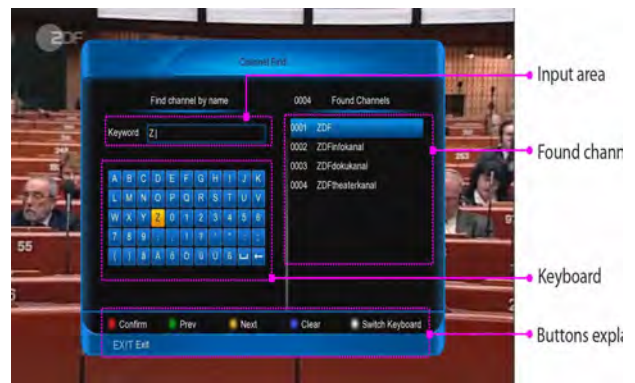 ZDF
Channel Find
Find channel by name
0004 Found Channels
Keyword Z
0001 ZDF
0002 ZDFinfokanal
0003 ZDFdokukanal
0004 ZDFtheaterkanal
A B C D E F G H I J K
L M N O P Q R S T U V
W X Y Z 0 1 2 3 4 5 6
7 8 9
( ) ä Ä ö Ö ü Ü ß
Confirm Prev Next Clear Switch Keyboard
EXIT Exit
Input area
Found chann
Keyboard
Buttons expla
55